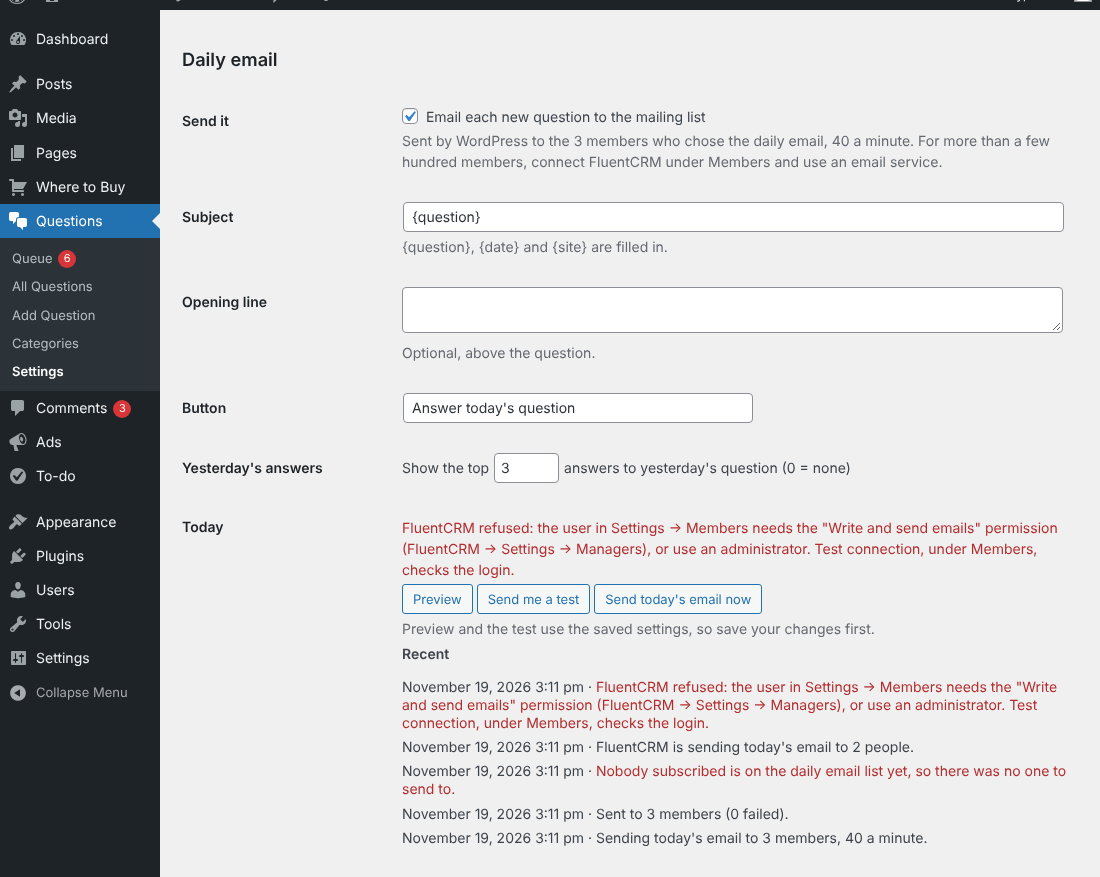 Dashboard
Posts
Media
Pages
Where to Buy
Questions
Queue 6
All Questions
Add Question
Categories
Settings
Comments 3
Ads
To-do
Appearance
Plugins
Users
Tools
Settings
Collapse Menu
Daily email
Send it
Email each new question to the mailing list
Sent by WordPress to the 3 members who chose the daily email, 40 a minute. For more than a few
hundred members, connect FluentCRM under Members and use an email service.
Subject
{question}
{question}, {date} and {site} are filled in.
Opening line
Optional, above the question.
Button
Answer today's question
Yesterday's answers
Show the top 3 answers to yesterday's question (0 = none)
Today
FluentCRM refused: the user in Settings → Members needs the "Write and send emails" permission
(FluentCRM → Settings → Managers), or use an administrator. Test connection, under Members,
checks the login.
Preview
Send me a test
Send today's email now
Preview and the test use the saved settings, so save your changes first.
Recent
November 19, 2026 3:11 pm · FluentCRM refused: the user in Settings → Members needs the "Write
and send emails" permission (FluentCRM → Settings → Managers), or use an administrator. Test
connection, under Members, checks the login.
November 19, 2026 3:11 pm · FluentCRM is sending today's email to 2 people.
November 19, 2026 3:11 pm · Nobody subscribed is on the daily email list yet, so there was no one to
send to.
November 19, 2026 3:11 pm · Sent to 3 members (0 failed).
November 19, 2026 3:11 pm · Sending today's email to 3 members, 40 a minute.